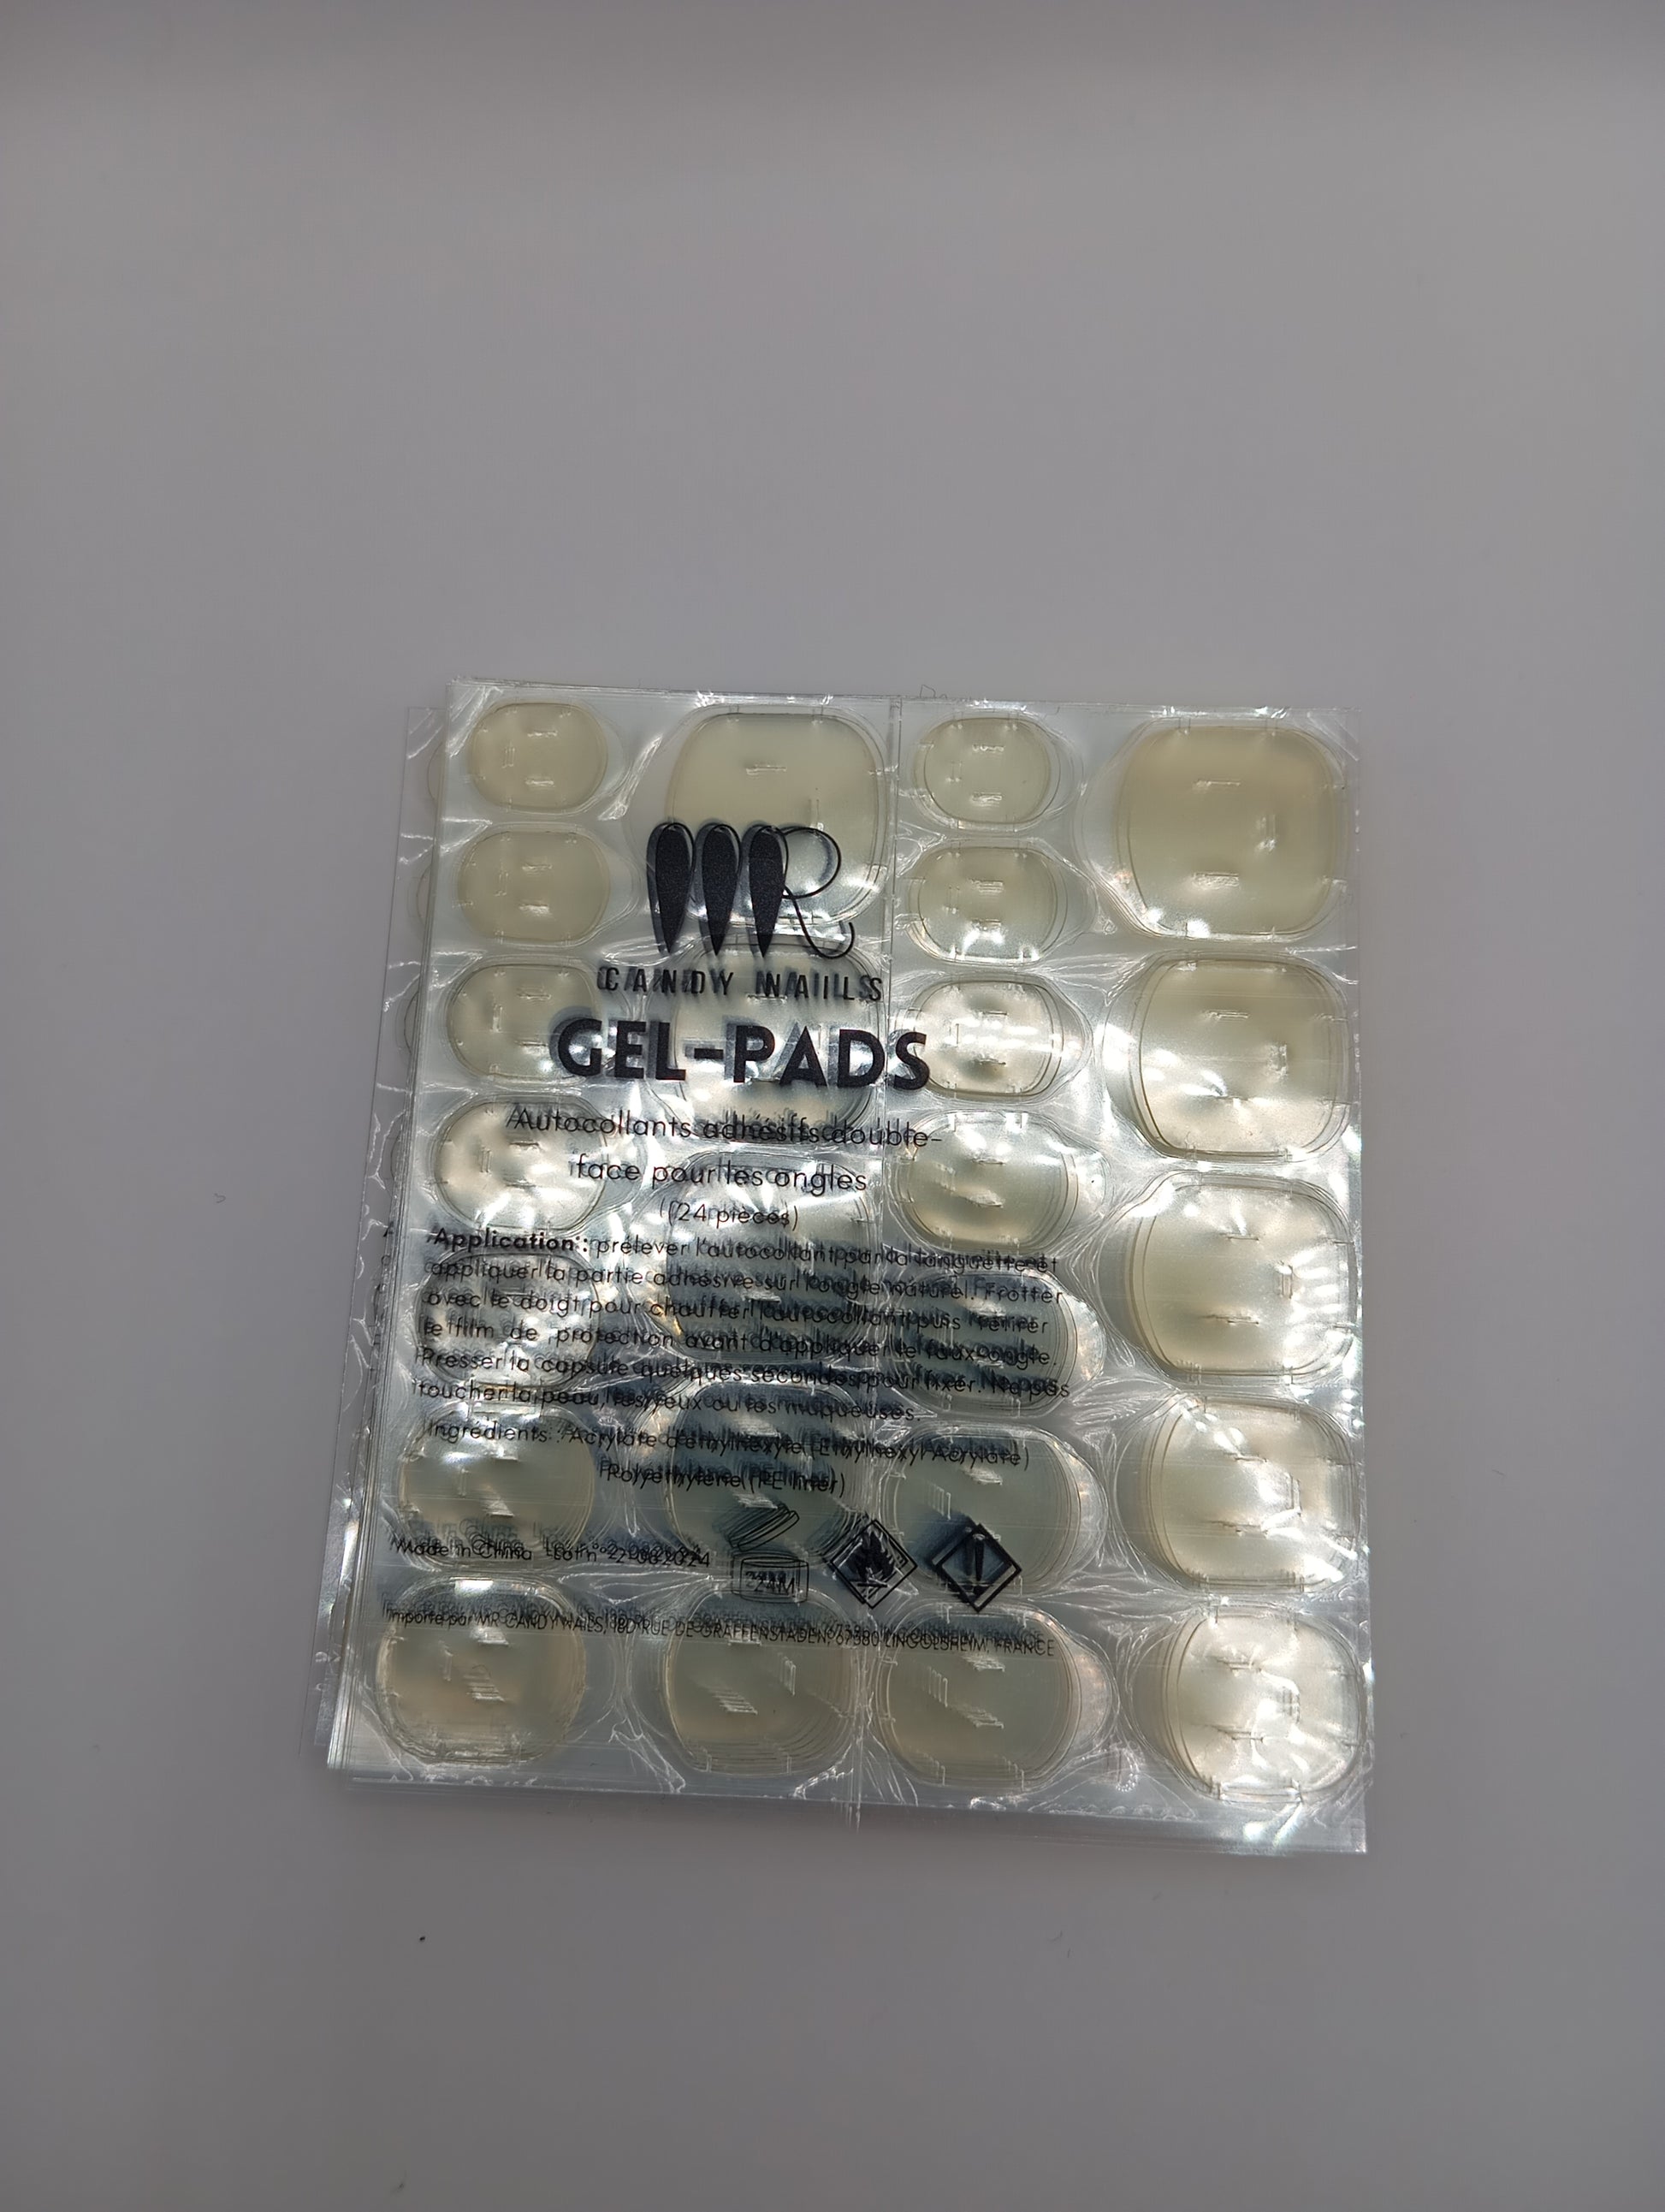 MR
CANDY NAILS
GEL-PADS
Autocollants adhésifs double-
face pour les ongles
(24 pièces)
Application : prélever l'autocollant par la languette et
appliquer la partie adhésive sur l'ongle naturel. Frotter
avec le doigt pour chauffer l'autocollant puis retirer
le film de protection avant d'appliquer le faux-ongle.
Presser la capsule quelques secondes pour fixer. Ne pas
toucher la peau, les yeux ou les muqueuses.
Ingrédients : Acrylate d'éthylhexyle (Ethylhexyl Acrylate)
Polyethylene (PE liner)
Made in China Lot n° 2-082024
24M
Importé par MR CANDY NAILS, 18D RUE DE GRAFFENSTADEN, 67380 LINGOLSHEIM, FRANCE